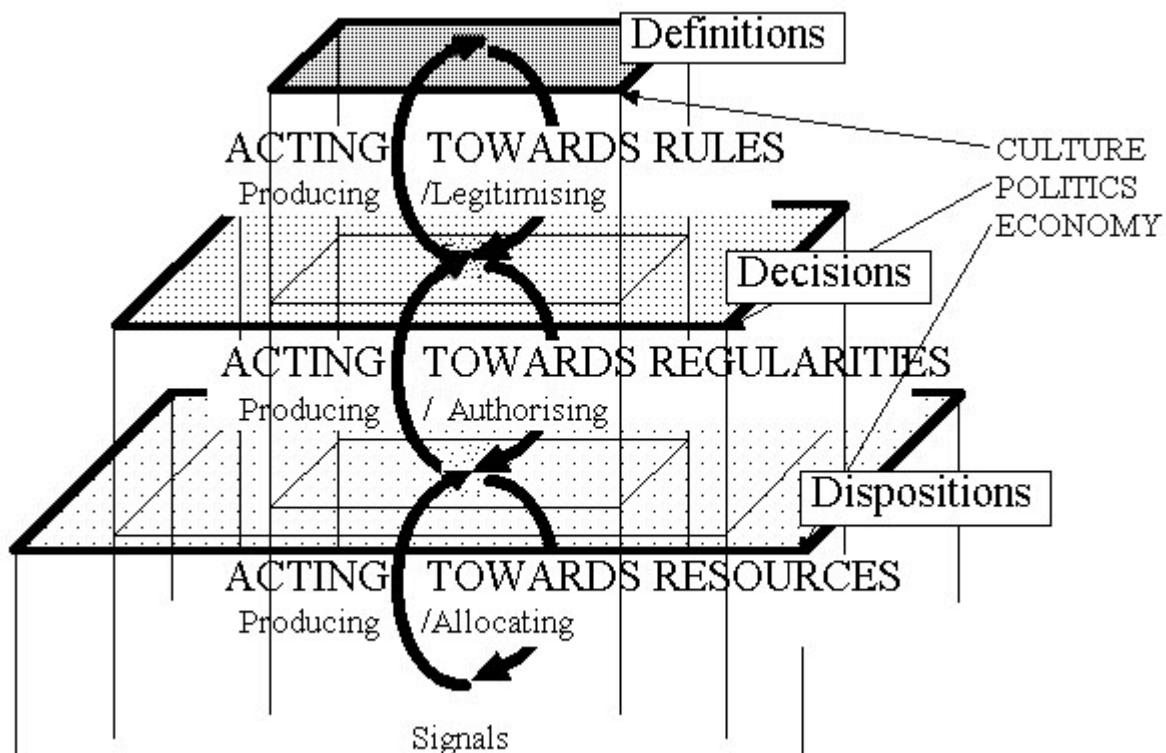 Definitions
ACTING TOWARDS RULES
Producing /Legitimising
CULTURE
POLITICS
ECONOMY
Decisions
ACTING TOWARDS REGULARITIES
Producing / Authorising
Dispositions
ACTING TOWARDS RESOURCES
Producing /Allocating
Signals